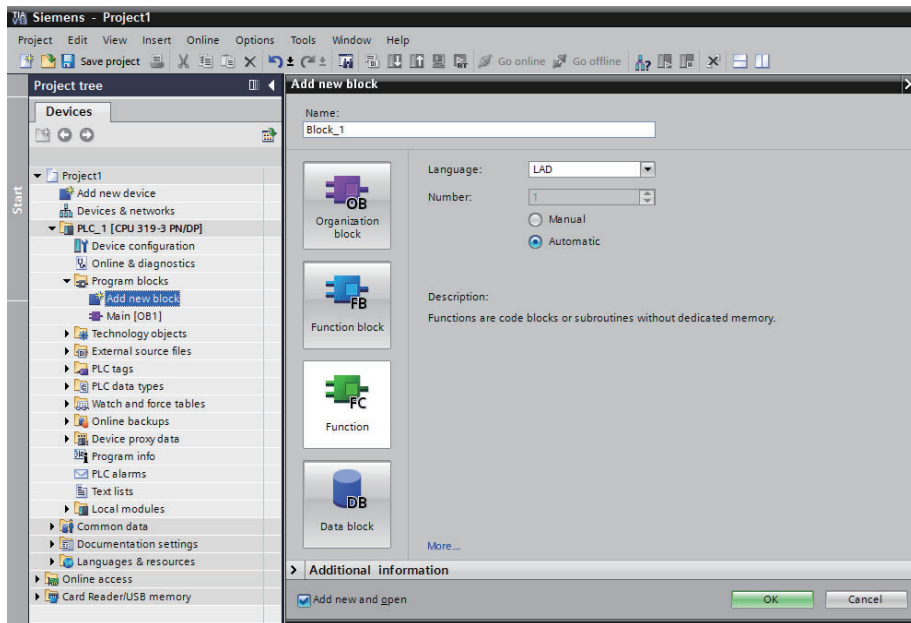 Siemens - Project1
Project Edit View Insert Online Options Tools Window Help
Save project Go online Go offline
Project tree
Devices
Start
Project1
Add new device
Devices & networks
PLC_1 [CPU 319-3 PN/DP]
Device configuration
Online & diagnostics
Program blocks
Add new block
Main [OB1]
Technology objects
External source files
PLC tags
PLC data types
Watch and force tables
Online backups
Device proxy data
Program info
PLC alarms
Text lists
Local modules
Common data
Documentation settings
Languages & resources
Online access
Card Reader/USB memory
Add new block
Name:
Block_1
OB
Organization
block
FB
Function block
FC
Function
DB
Data block
Language: LAD
Number: 1
Manual
Automatic
Description:
Functions are code blocks or subroutines without dedicated memory.
More...
Additional information
Add new and open
OK Cancel